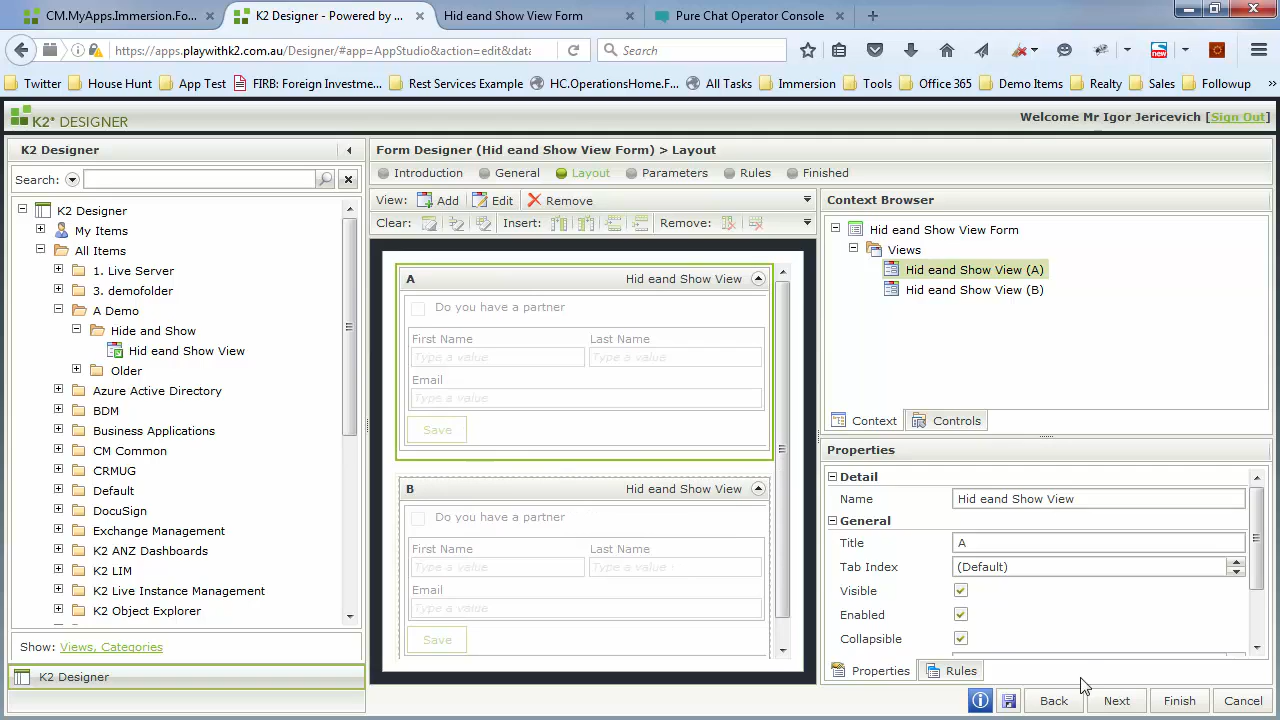 CM.MyApps.Immersion.Fo...
K2 Designer - Powered by ...
Hid eand Show View Form
Pure Chat Operator Console
https://apps.playwithk2.com.au/Designer/#app=AppStudio&action=edit&data
Search
new
Twitter
House Hunt
App Test
FIRB: Foreign Investme...
Rest Services Example
HC.OperationsHome.F...
All Tasks
Immersion
Tools
Office 365
Demo Items
Realty
Sales
Followup
K2 DESIGNER
Welcome Mr Igor Jericevich [Sign Out]
K2 Designer
Search:
K2 Designer
My Items
All Items
1. Live Server
3. demofolder
A Demo
Hide and Show
Hid eand Show View
Older
Azure Active Directory
BDM
Business Applications
CM Common
CRMUG
Default
DocuSign
Exchange Management
K2 ANZ Dashboards
K2 LIM
K2 Live Instance Management
K2 Object Explorer
Show: Views, Categories
K2 Designer
Form Designer (Hid eand Show View Form) > Layout
Introduction
General
Layout
Parameters
Rules
Finished
View: Add Edit Remove
Clear: Insert: Remove:
A Hid eand Show View
Do you have a partner
First Name Last Name
Type a value Type a value
Email
Type a value
Save
B Hid eand Show View
Do you have a partner
First Name Last Name
Type a value Type a value
Email
Type a value
Save
Context Browser
Hid eand Show View Form
Views
Hid eand Show View (A)
Hid eand Show View (B)
Context Controls
Properties
Detail
Name Hid eand Show View
General
Title A
Tab Index (Default)
Visible
Enabled
Collapsible
Properties Rules
Back Next Finish Cancel